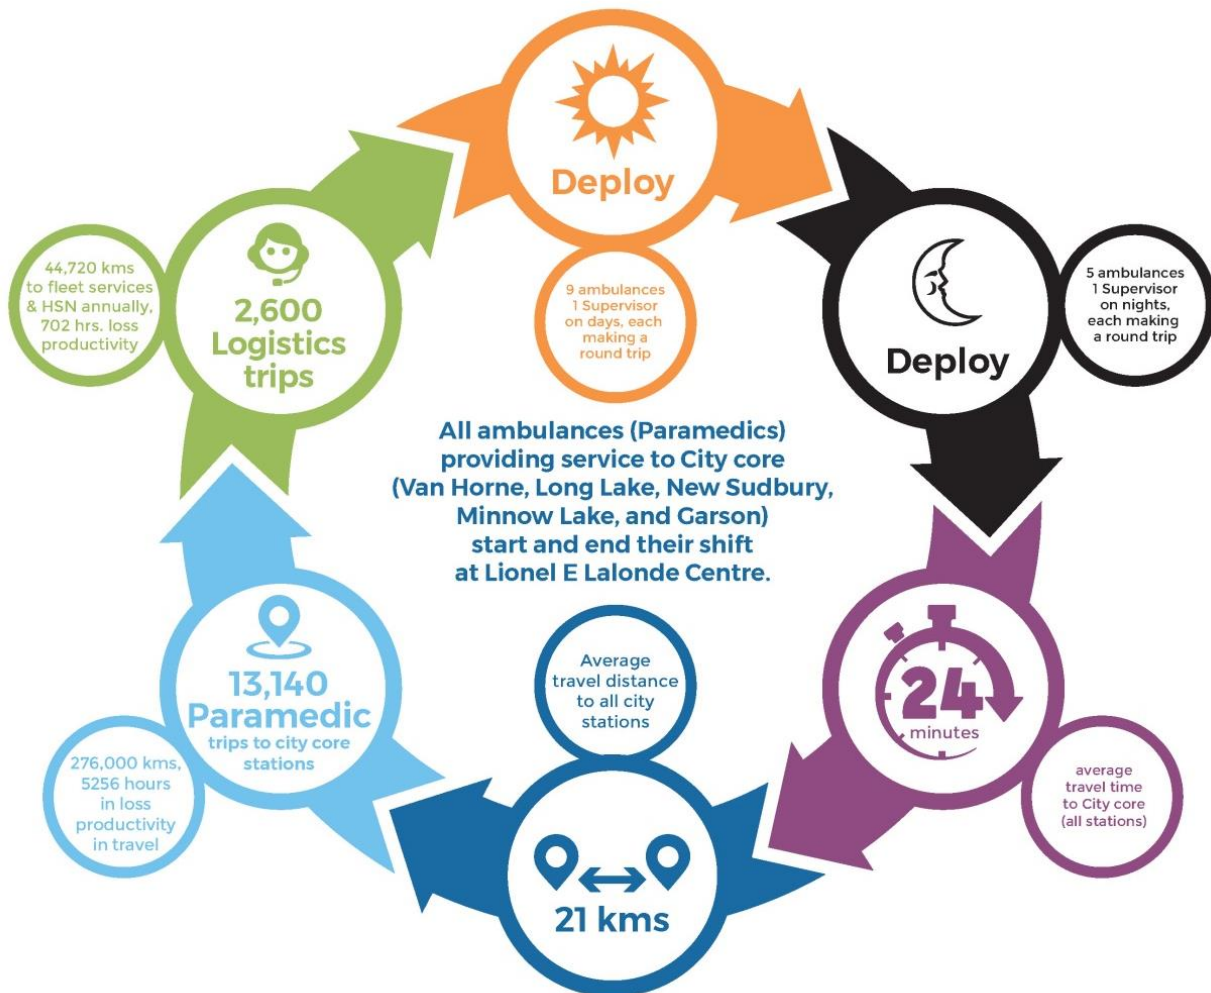 Deploy
9 ambulances
1 Supervisor
on days, each
making a
round trip
Deploy
5 ambulances
1 Supervisor
on nights,
each making
a round trip
24
minutes
average
travel time
to City core
(all stations)
21 kms
Average
travel distance
to all city
stations
13,140
Paramedic
trips to city core
stations
276,000 kms,
5256 hours
in loss
productivity
in travel
2,600
Logistics
trips
44,720 kms
to fleet services
& HSN annually,
702 hrs. loss
productivity
All ambulances (Paramedics)
providing service to City core
(Van Horne, Long Lake, New Sudbury,
Minnow Lake, and Garson)
start and end their shift
at Lionel E Lalonde Centre.